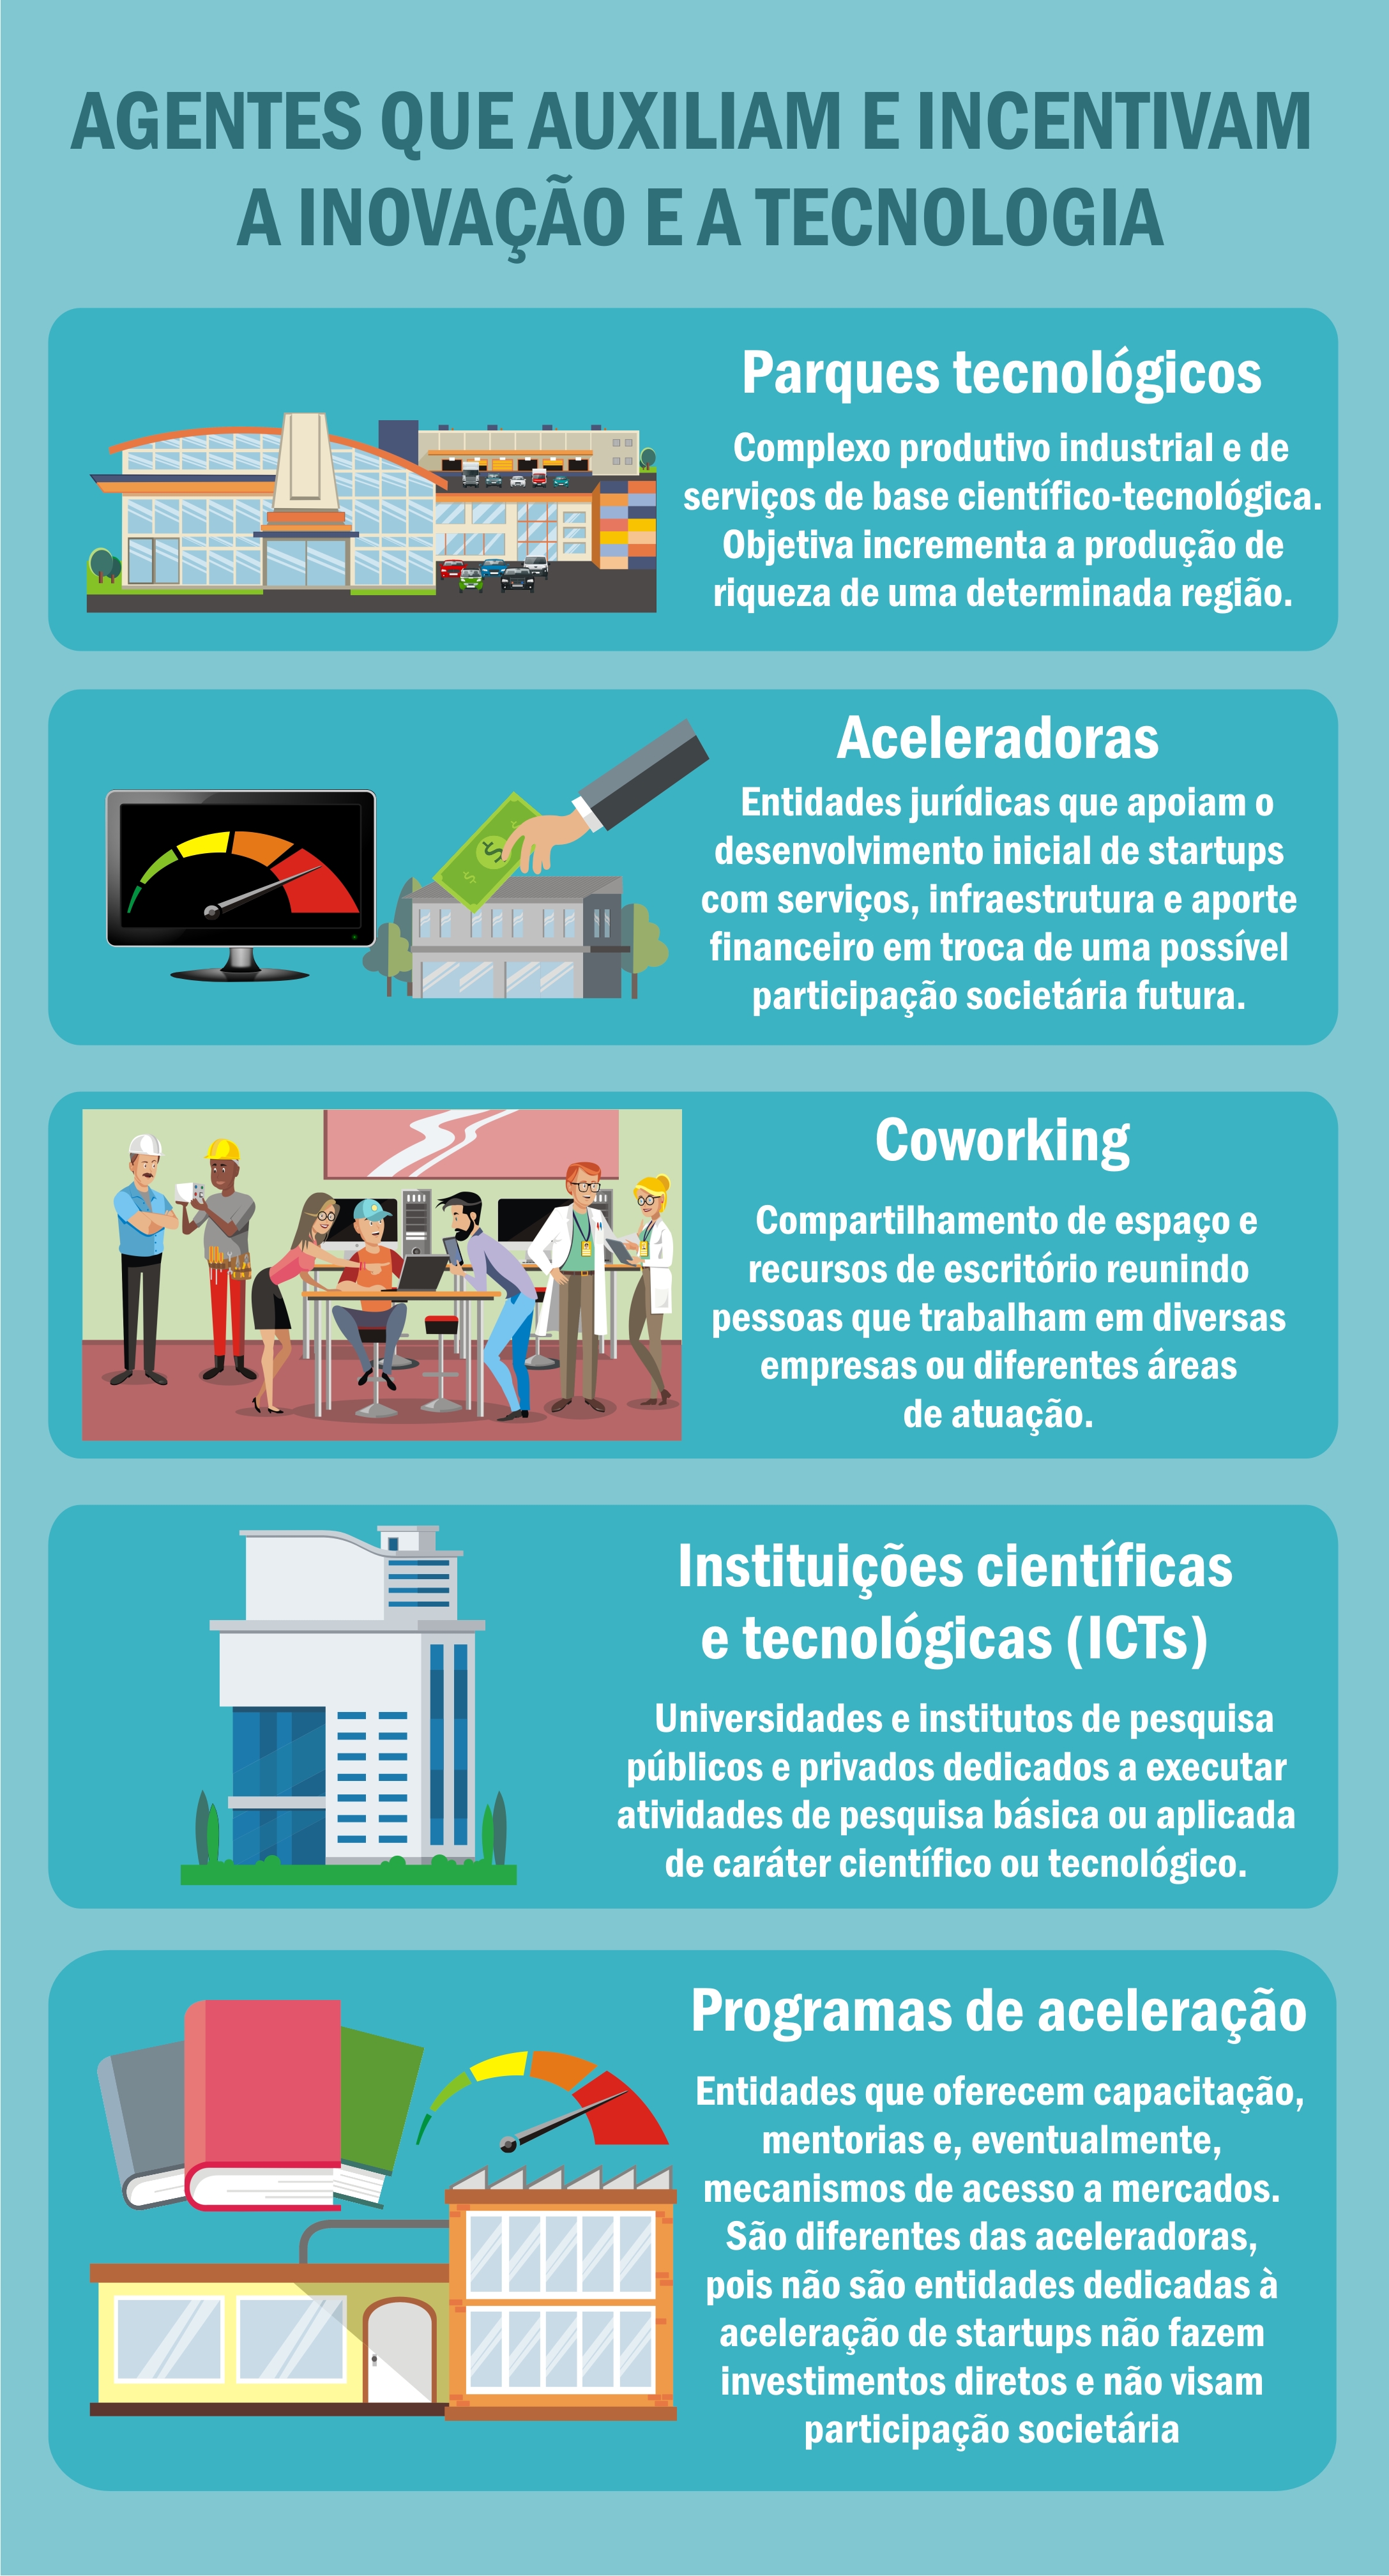 AGENTES QUE AUXILIAM E INCENTIVAM
A INOVAÇÃO E A TECNOLOGIA
Parques tecnológicos
Complexo produtivo industrial e de
serviços de base científico-tecnológica.
Objetiva incrementa a produção de
riqueza de uma determinada região.
Aceleradoras
Entidades jurídicas que apoiam o
desenvolvimento inicial de startups
com serviços, infraestrutura e aporte
financeiro em troca de uma possível
participação societária futura.
Coworking
Compartilhamento de espaço e
recursos de escritório reunindo
pessoas que trabalham em diversas
empresas ou diferentes áreas
de atuação.
Instituições científicas
e tecnológicas (ICTs)
Universidades e institutos de pesquisa
públicos e privados dedicados a executar
atividades de pesquisa básica ou aplicada
de caráter científico ou tecnológico.
Programas de aceleração
Entidades que oferecem capacitação,
mentorias e, eventualmente,
mecanismos de acesso a mercados.
São diferentes das aceleradoras,
pois não são entidades dedicadas à
aceleração de startups não fazem
investimentos diretos e não visam
participação societária